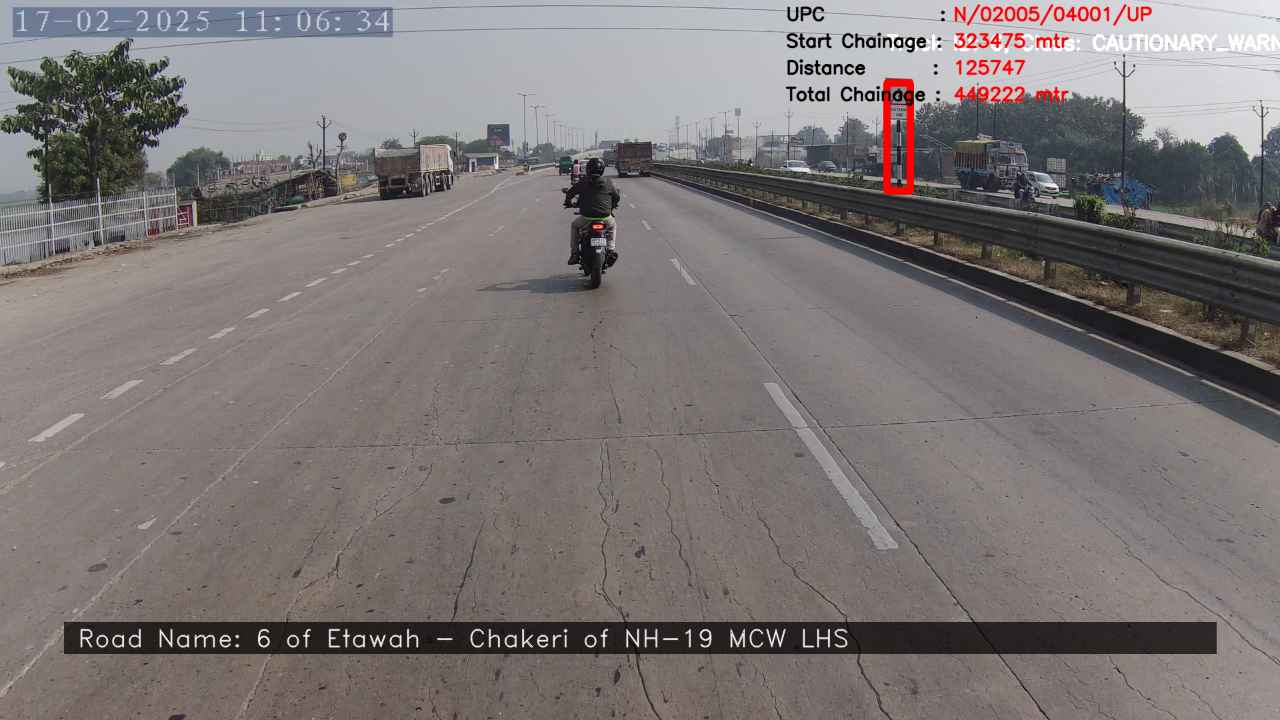 17-02-2025 11:06:34
UPC : N/02005/04001/UP
Start Chainage : 323475 mtr
CAUTIONARY_WARN
Distance : 125747
Total Chainage : 449222 mtr
Road Name: 6 of Etawah - Chakeri of NH-19 MCW LHS